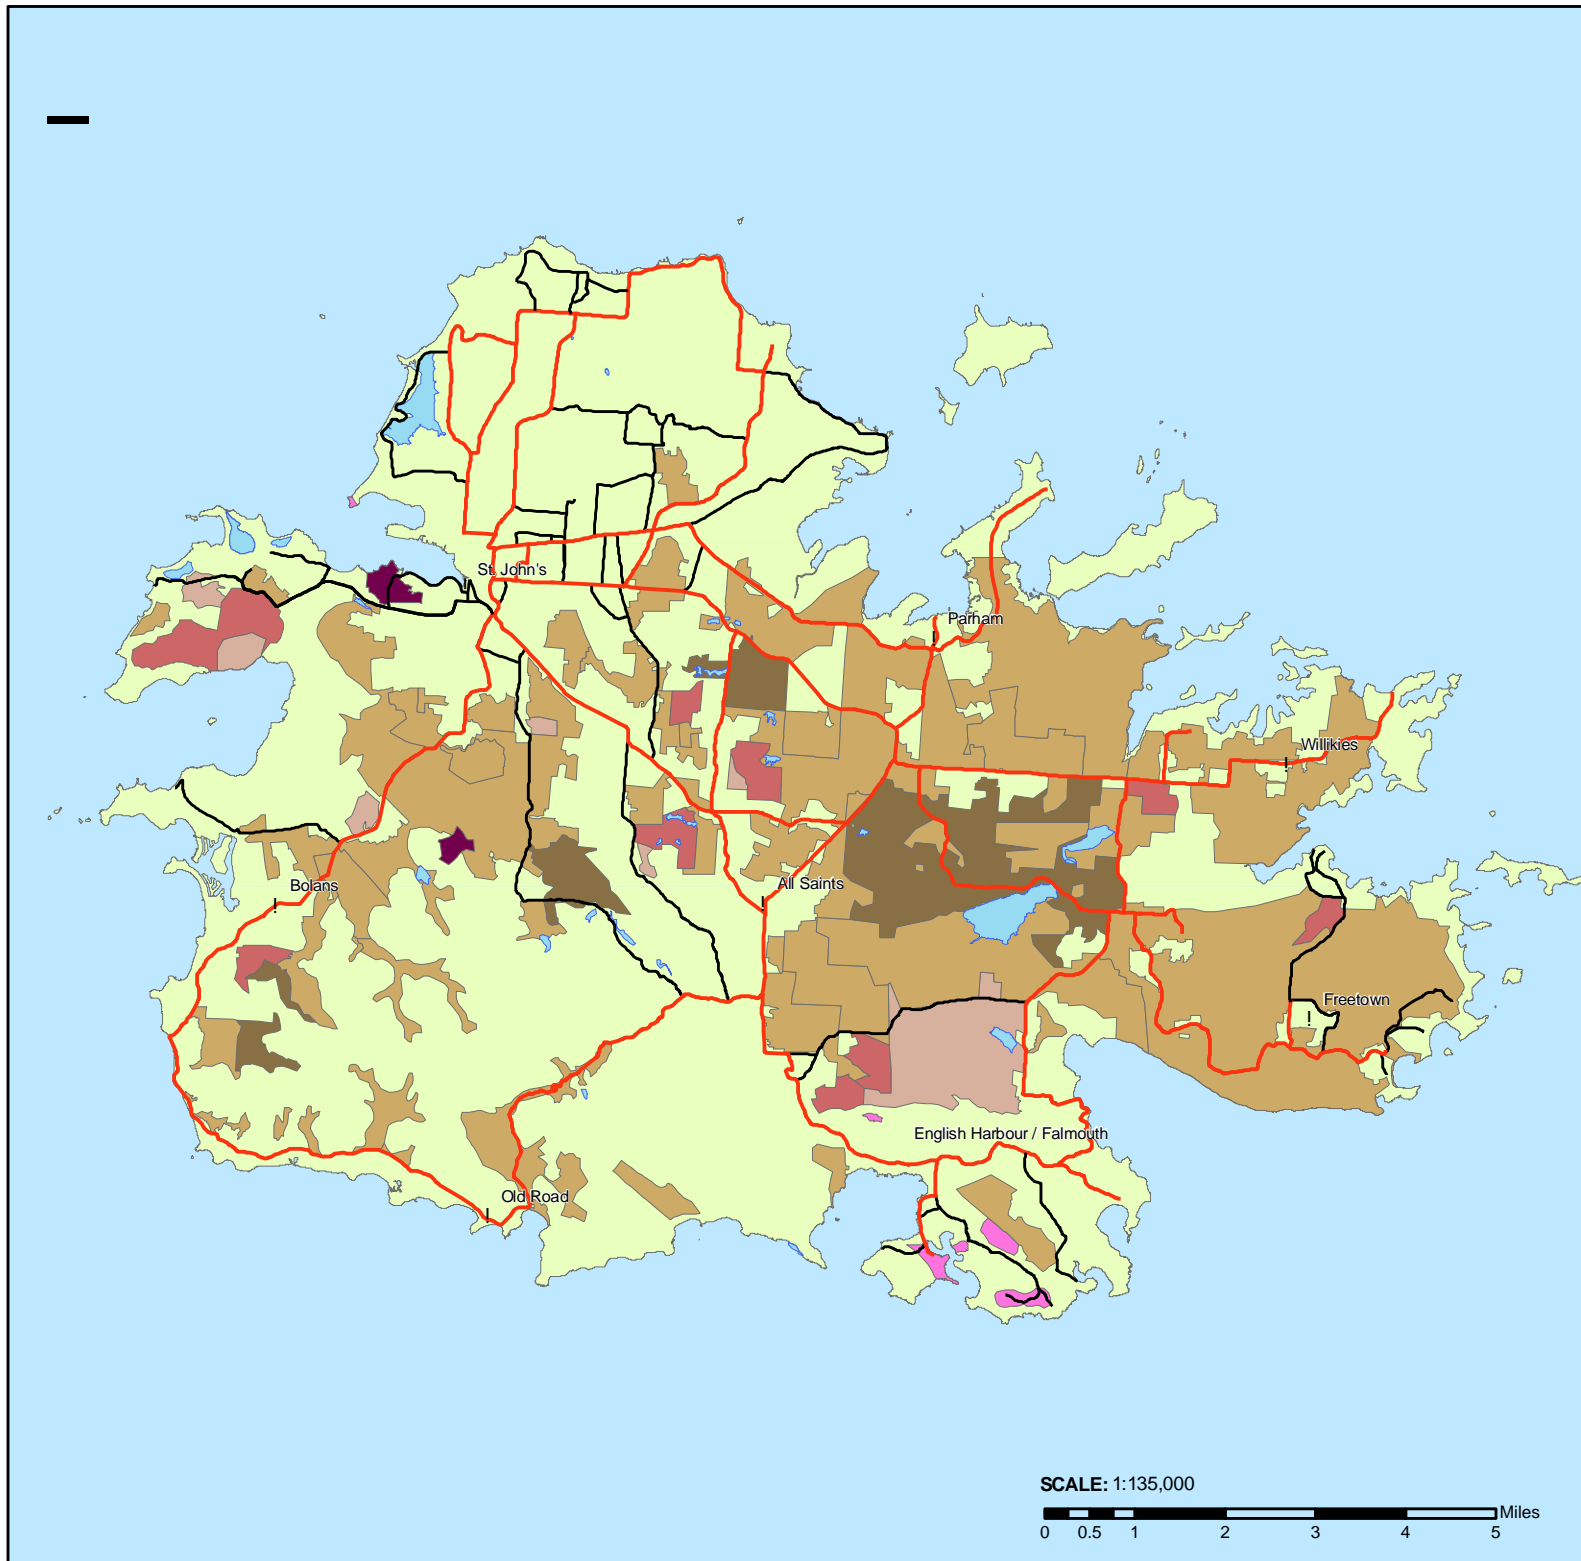 St. John's
Parham
Willikies
Bolans
All Saints
Freetown
English Harbour / Falmouth
Old Road
SCALE: 1:135,000
Miles
0 0.5 1 2 3 4 5